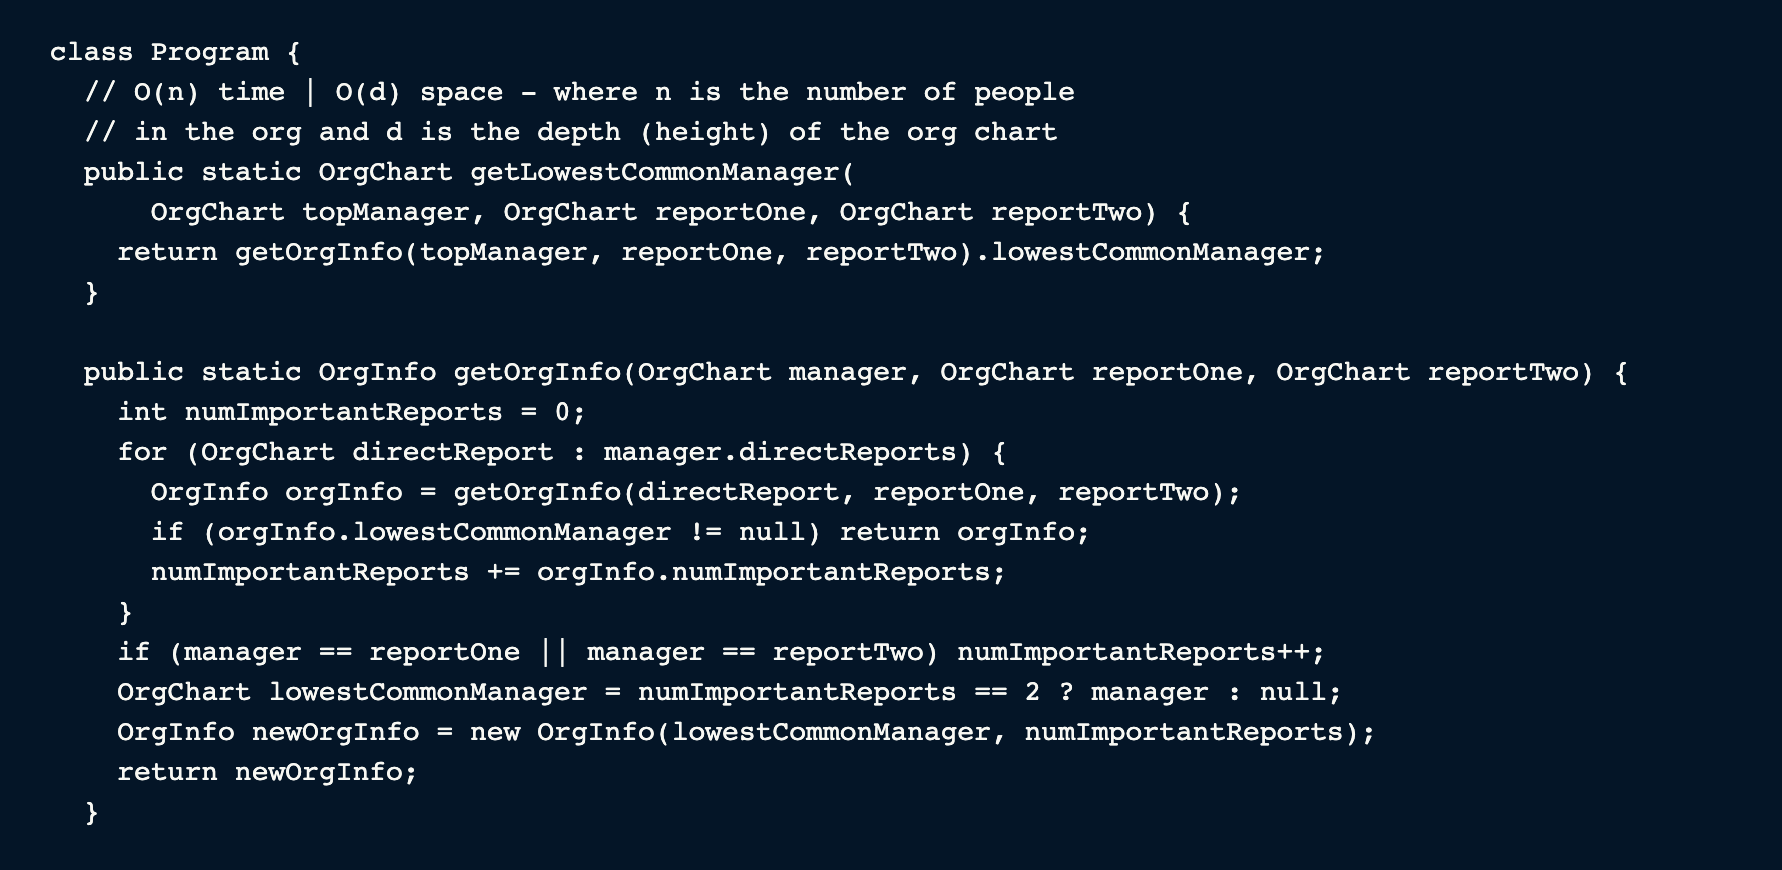 class Program {
  // O(n) time | O(d) space – where n is the number of people
  // in the org and d is the depth (height) of the org chart
  public static OrgChart getLowestCommonManager(
      OrgChart topManager, OrgChart reportOne, OrgChart reportTwo) {
    return getOrgInfo(topManager, reportOne, reportTwo).lowestCommonManager;
  }

  public static OrgInfo getOrgInfo(OrgChart manager, OrgChart reportOne, OrgChart reportTwo) {
    int numImportantReports = 0;
    for (OrgChart directReport : manager.directReports) {
      OrgInfo orgInfo = getOrgInfo(directReport, reportOne, reportTwo);
      if (orgInfo.lowestCommonManager != null) return orgInfo;
      numImportantReports += orgInfo.numImportantReports;
    }
    if (manager == reportOne || manager == reportTwo) numImportantReports++;
    OrgChart lowestCommonManager = numImportantReports == 2 ? manager : null;
    OrgInfo newOrgInfo = new OrgInfo(lowestCommonManager, numImportantReports);
    return newOrgInfo;
  }